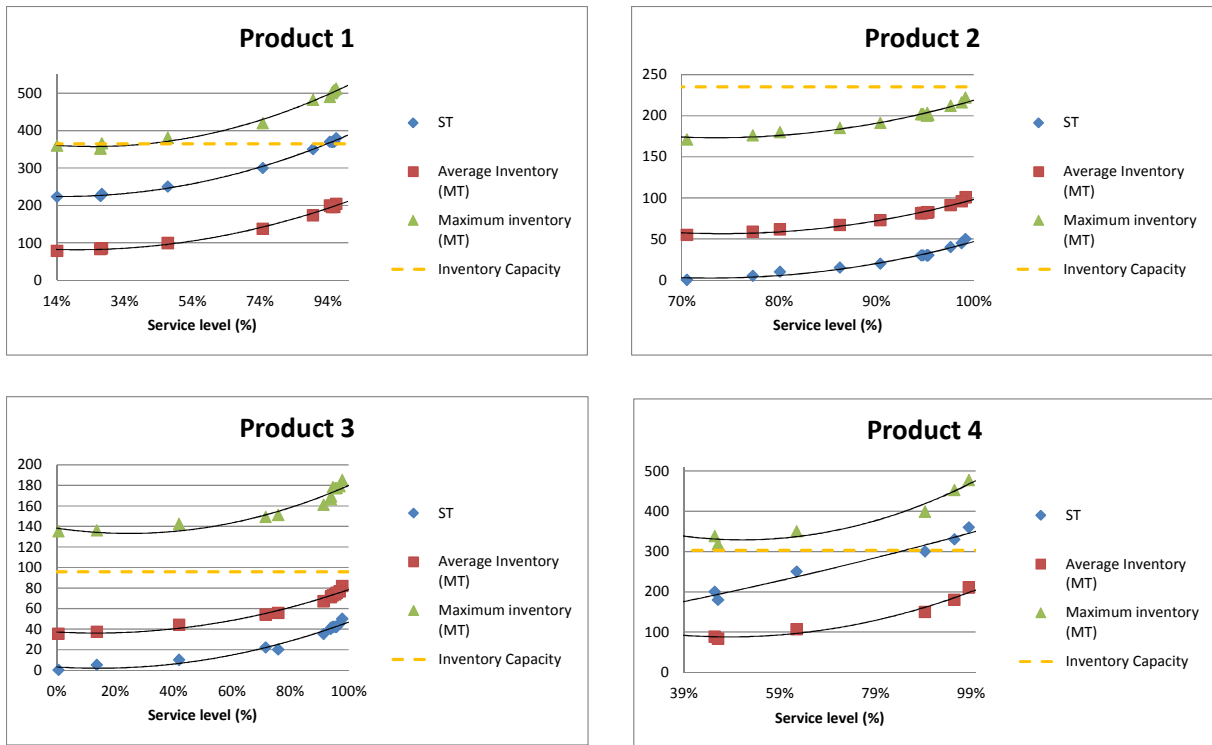 Product 1
500
400
300
200
100
0
14%
34%
54%
74%
94%
Service level (%)
ST
Average Inventory
(MT)
Maximum inventory
(MT)
Inventory Capacity
Product 2
250
200
150
100
50
0
70%
80%
90%
100%
Service level (%)
ST
Average Inventory
(MT)
Maximum inventory
(MT)
Inventory Capacity
Product 3
200
180
160
140
120
100
80
60
40
20
0
0%
20%
40%
60%
80%
100%
Service level (%)
ST
Average Inventory
(MT)
Maximum inventory
(MT)
Inventory Capacity
Product 4
500
400
300
200
100
0
39%
59%
79%
99%
Service level (%)
ST
Average Inventory
(MT)
Maximum inventory
(MT)
Inventory Capacity